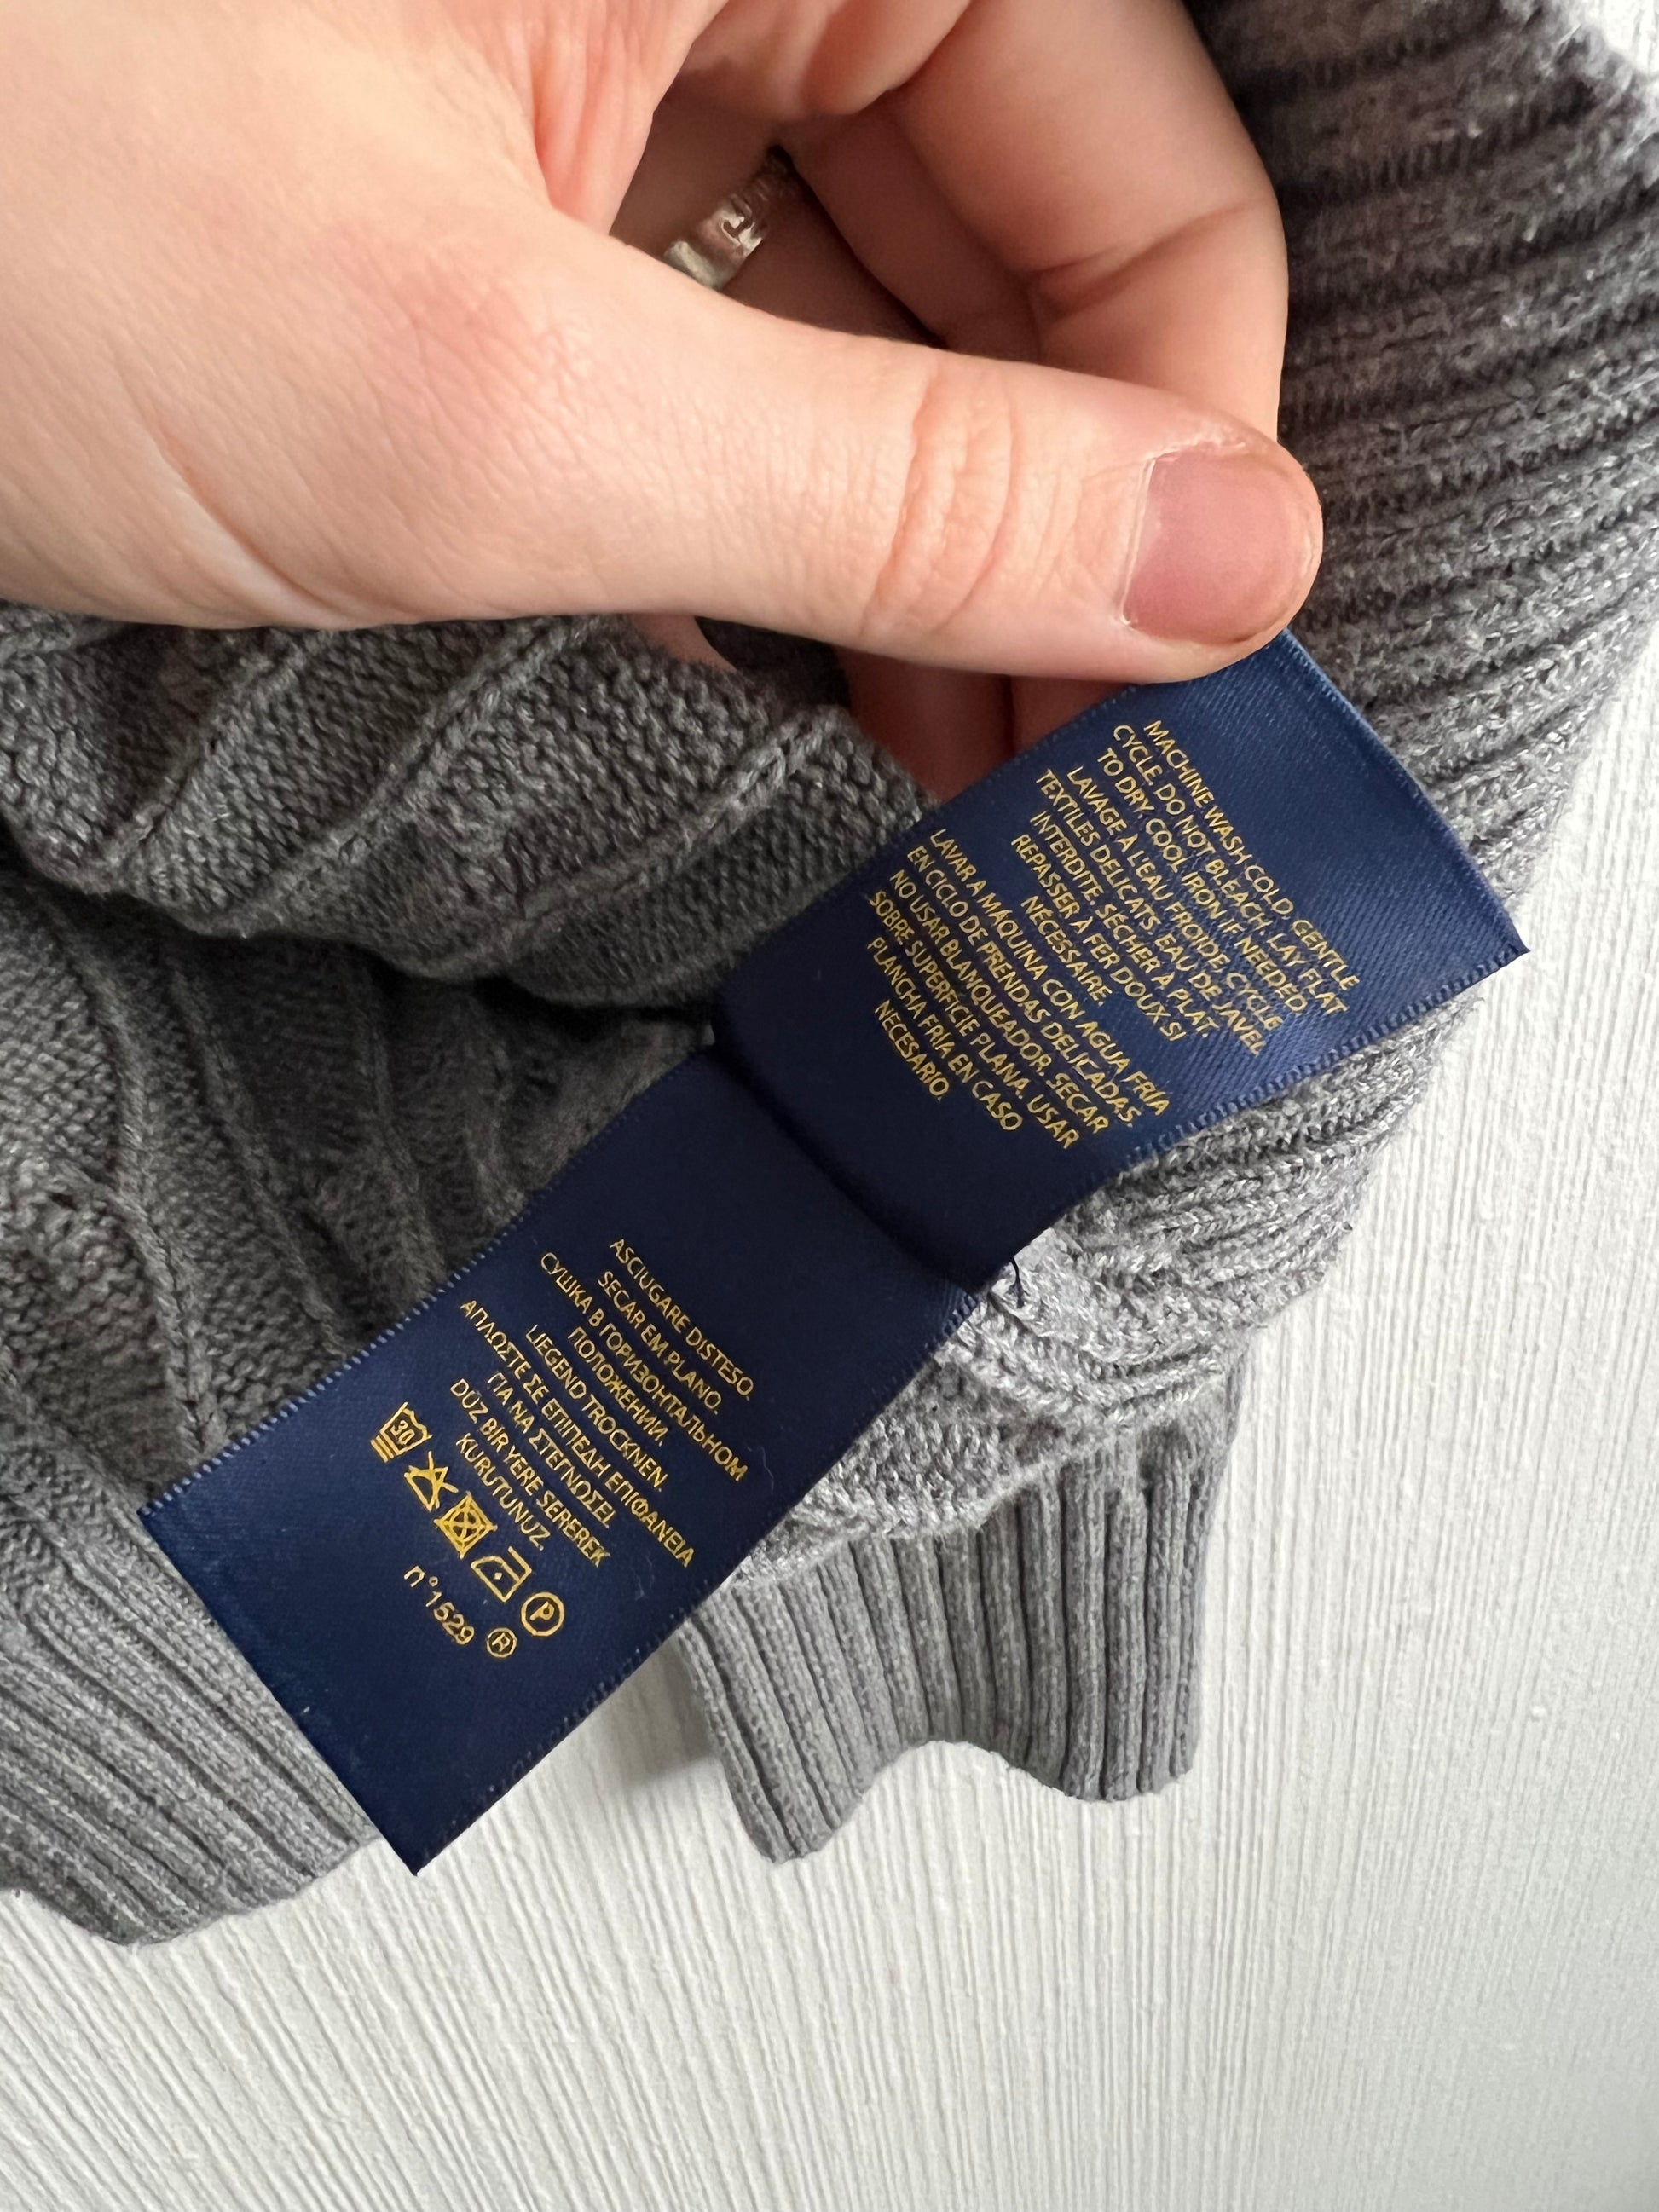 MACHINE WASH COLD, GENTLE
CYCLE. DO NOT BLEACH. LAY FLAT
TO DRY. COOL IRON IF NEEDED
LAVAGE À L'EAU FROIDE, CYCLE
TEXTILES DELICATS EAU DE JAVEL
INTERDITE. SÉCHER À PLAT.
REPASSER À FER DOUX SI
NÉCESSAIRE.
LAVAR A MÁQUINA CON AGUA FRIA
EN CICLO DE PRENDAS DELICADAS.
NO USAR BLANQUEADOR. SECAR
SOBRE SUPERFICIE PLANA. USAR
PLANCHA FRIA EN CASO
NECESARIO.
ASCIUGARE DISTESO.
SECAR EM PLANO.
СУШКА В ГОРИЗОНТАЛЬНОМ
ПОЛОЖЕНИИ.
LIEGEND TROCKNEN.
ΑΠΛΩΣΤΕ ΣΕ ΕΠΙΠΕΔΗ ΕΠΙΦΑΝΕΙΑ
ΓΙΑ ΝΑ ΣΤΕΓΝΩΣΕΙ.
DÜZ BİR YERE SEREREK
KURUTUNUZ.
30 P
n°1529 ®